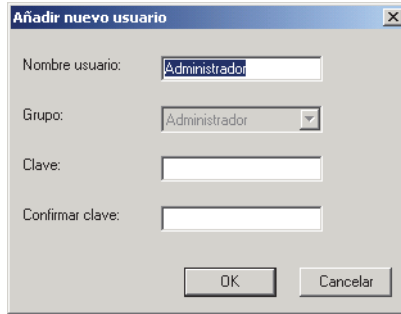 Añadir nuevo usuario
Nombre usuario: Administrador
Grupo: Administrador
Clave:
Confirmar clave:
OK Cancelar